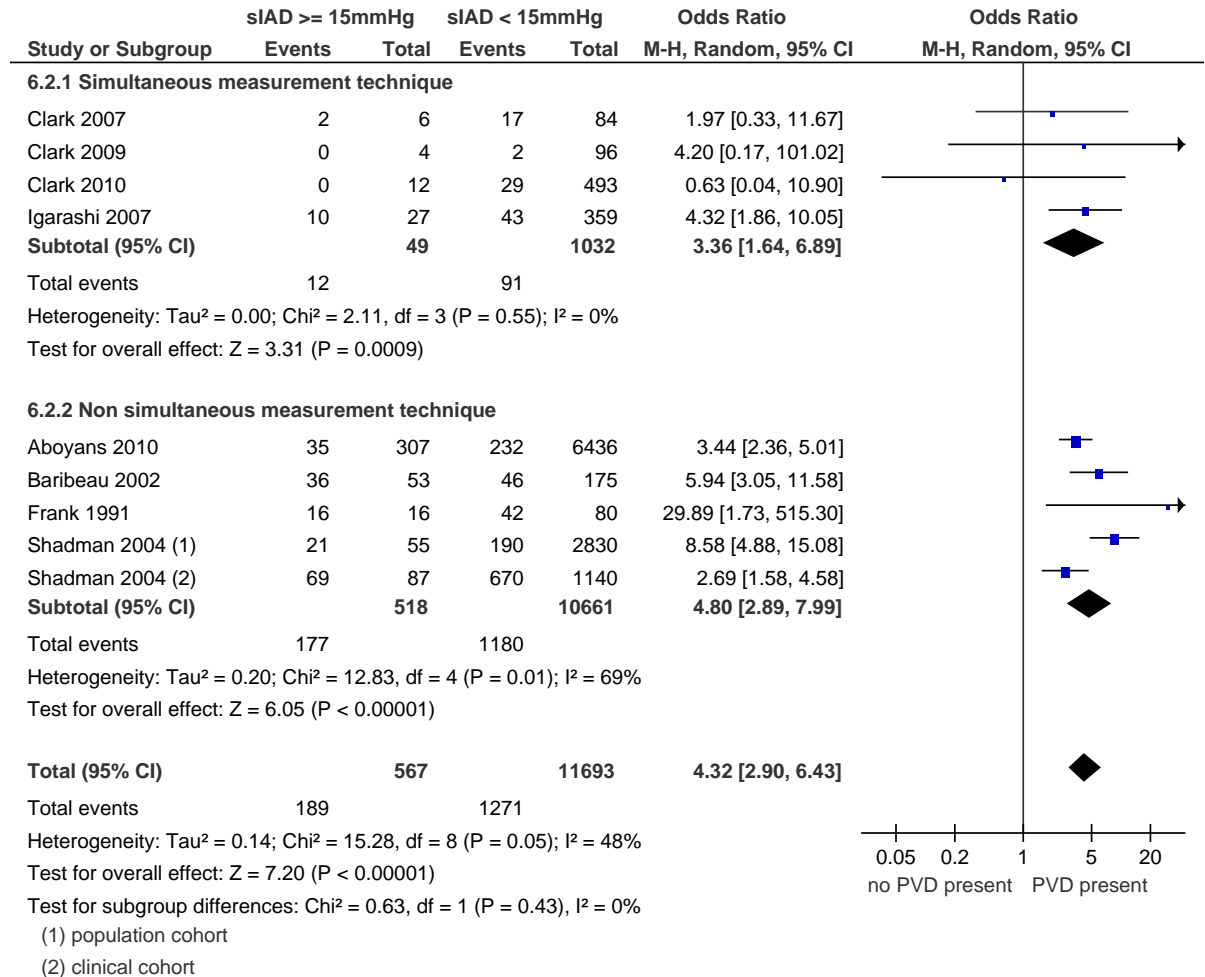 sIAD >= 15mmHg sIAD < 15mmHg Odds Ratio Odds Ratio
Study or Subgroup Events Total Events Total M-H, Random, 95% CI M-H, Random, 95% CI
6.2.1 Simultaneous measurement technique
Clark 2007 2 6 17 84 1.97 [0.33, 11.67]
Clark 2009 0 4 2 96 4.20 [0.17, 101.02]
Clark 2010 0 12 29 493 0.63 [0.04, 10.90]
Igarashi 2007 10 27 43 359 4.32 [1.86, 10.05]
Subtotal (95% CI) 49 1032 3.36 [1.64, 6.89]
Total events 12 91
Heterogeneity: Tau² = 0.00; Chi² = 2.11, df = 3 (P = 0.55); I² = 0%
Test for overall effect: Z = 3.31 (P = 0.0009)
6.2.2 Non simultaneous measurement technique
Aboyans 2010 35 307 232 6436 3.44 [2.36, 5.01]
Baribeau 2002 36 53 46 175 5.94 [3.05, 11.58]
Frank 1991 16 16 42 80 29.89 [1.73, 515.30]
Shadman 2004 (1) 21 55 190 2830 8.58 [4.88, 15.08]
Shadman 2004 (2) 69 87 670 1140 2.69 [1.58, 4.58]
Subtotal (95% CI) 518 10661 4.80 [2.89, 7.99]
Total events 177 1180
Heterogeneity: Tau² = 0.20; Chi² = 12.83, df = 4 (P = 0.01); I² = 69%
Test for overall effect: Z = 6.05 (P < 0.00001)
Total (95% CI) 567 11693 4.32 [2.90, 6.43]
Total events 189 1271
Heterogeneity: Tau² = 0.14; Chi² = 15.28, df = 8 (P = 0.05); I² = 48%
Test for overall effect: Z = 7.20 (P < 0.00001)
Test for subgroup differences: Chi² = 0.63, df = 1 (P = 0.43), I² = 0%
(1) population cohort
(2) clinical cohort
0.05 0.2 1 5 20
no PVD present PVD present